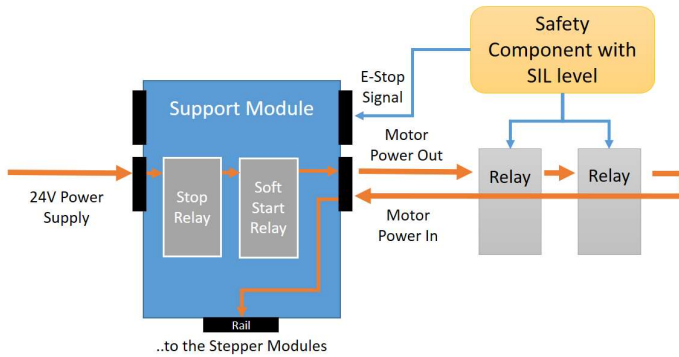 Safety
Component with
SIL level
E-Stop
Signal
Support Module
Motor
Power Out
24V Power
Supply
Stop
Relay
Soft
Start
Relay
Relay
Relay
Motor
Power In
Rail
..to the Stepper Modules